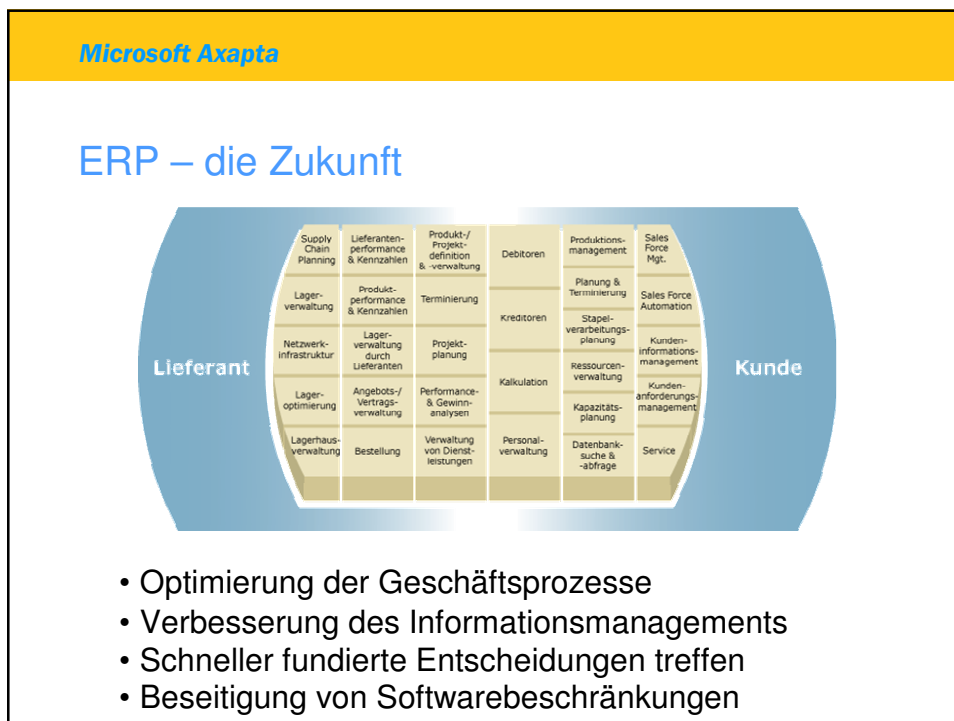 Microsoft Axapta
ERP – die Zukunft
Lieferant
Supply
Chain
Planning
Lager-
verwaltung
Netzwerk-
infrastruktur
Lager-
optimierung
Lagerhaus-
verwaltung
Lieferanten-
performance
& Kennzahlen
Produkt-
performance
& Kennzahlen
Lager-
verwaltung
durch
Lieferanten
Angebots-/
Vertrags-
verwaltung
Bestellung
Produkt-/
Projekt-
definition
& -verwaltung
Terminierung
Projekt-
planung
Performance-
& Gewinn-
analysen
Verwaltung
von Dienst-
leistungen
Debitoren
Kreditoren
Kalkulation
Personal-
verwaltung
Produktions-
management
Planung &
Terminierung
Stapel-
verarbeitungs-
planung
Ressourcen-
verwaltung
Kapazitäts-
planung
Datenbank-
suche &
-abfrage
Sales
Force
Mgt.
Sales Force
Automation
Kunden-
informations-
management
Kunden-
anforderungs-
management
Service
Kunde
• Optimierung der Geschäftsprozesse
• Verbesserung des Informationsmanagements
• Schneller fundierte Entscheidungen treffen
• Beseitigung von Softwarebeschränkungen